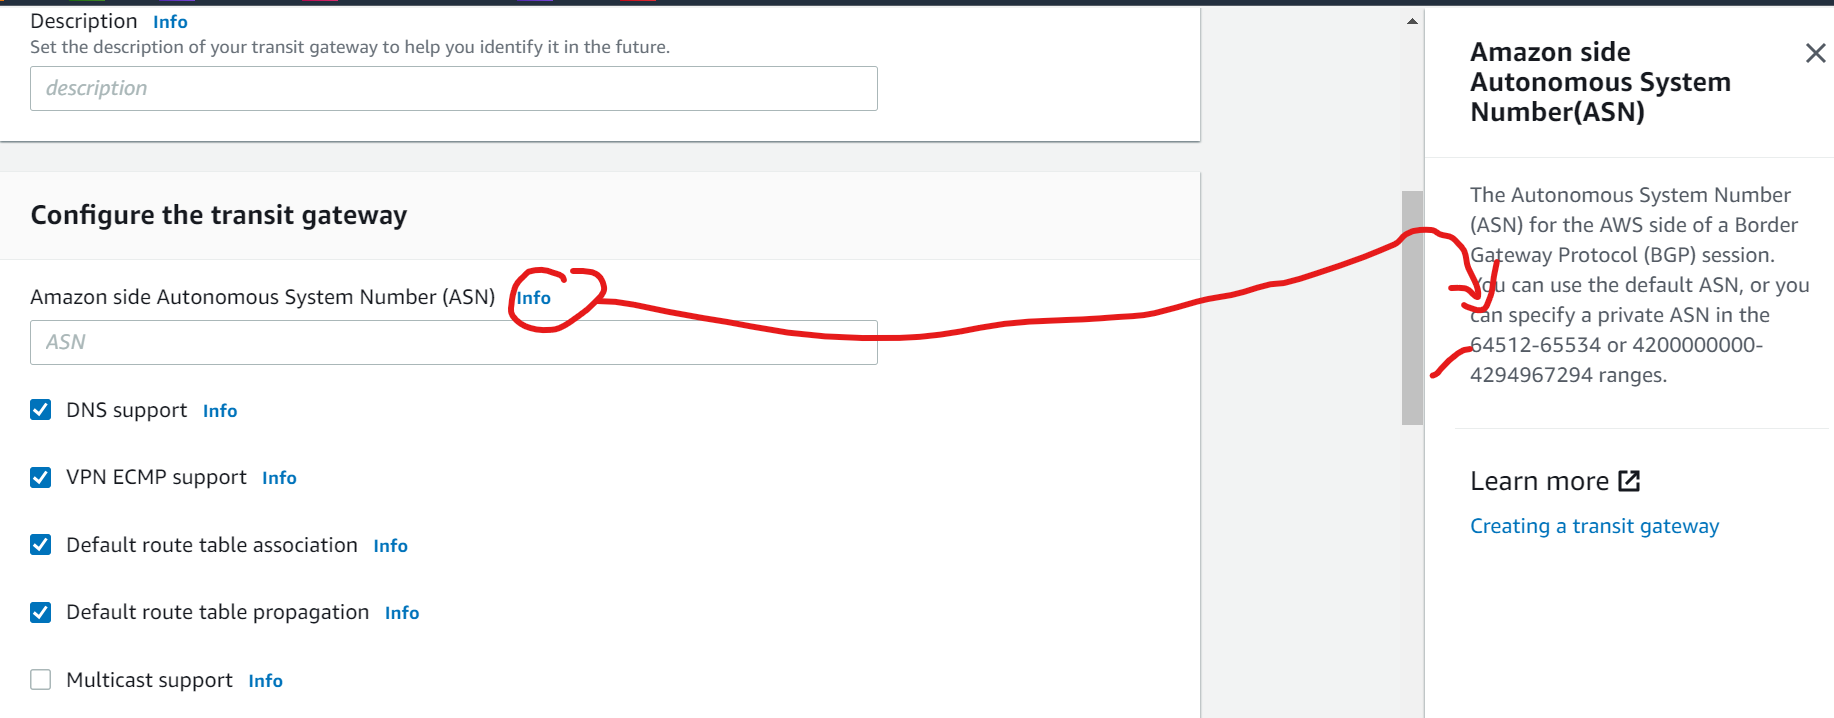 Description Info
Set the description of your transit gateway to help you identify it in the future.
description
Configure the transit gateway
Amazon side Autonomous System Number (ASN) Info
ASN
DNS support Info
VPN ECMP support Info
Default route table association Info
Default route table propagation Info
Multicast support Info
Amazon side
Autonomous System
Number(ASN)
The Autonomous System Number
(ASN) for the AWS side of a Border
Gateway Protocol (BGP) session.
You can use the default ASN, or you
can specify a private ASN in the
64512-65534 or 4200000000-
4294967294 ranges.
Learn more
Creating a transit gateway